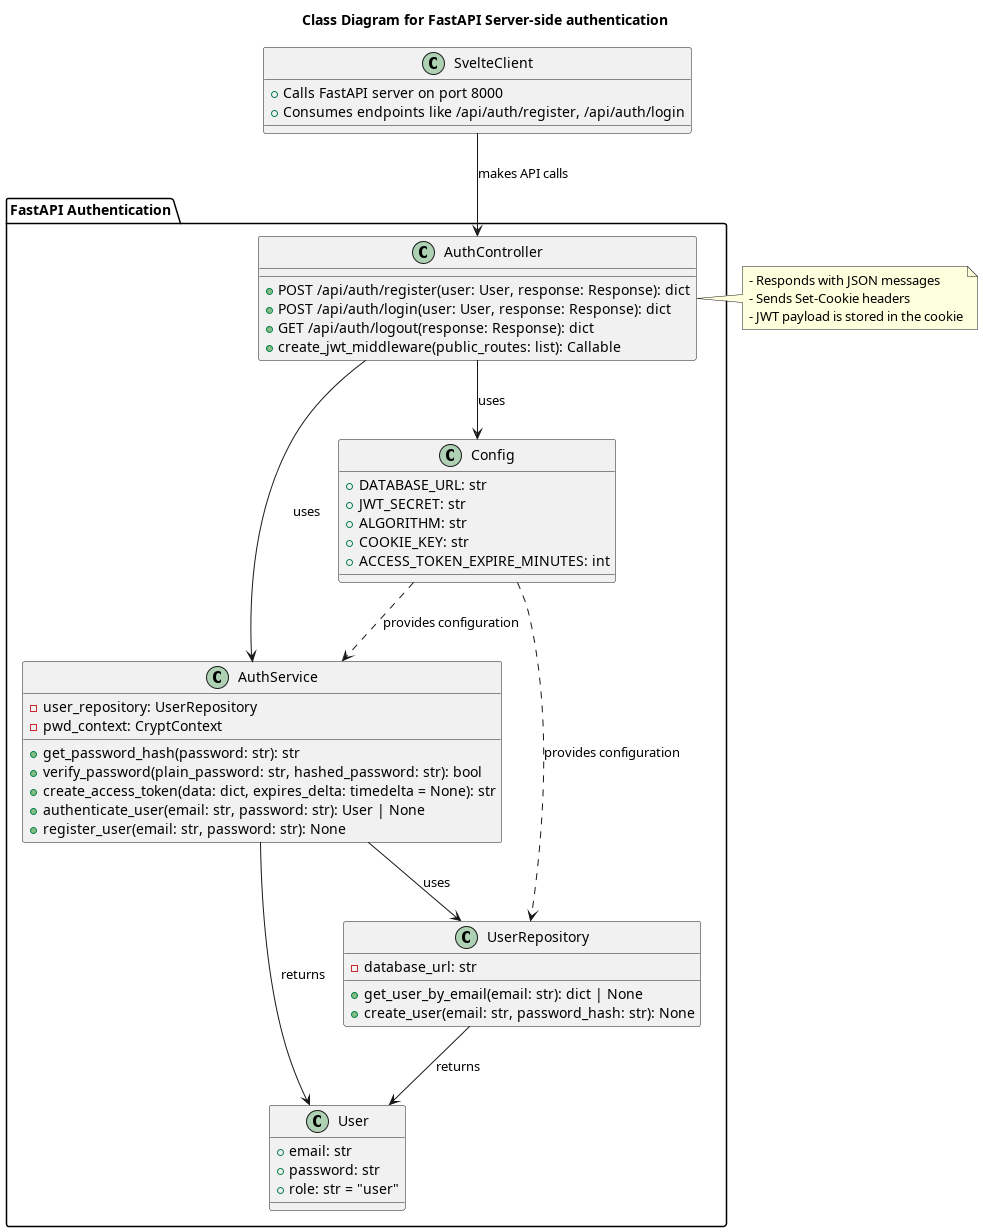 Class Diagram for FastAPI Server-side authentication
C SvelteClient
Calls FastAPI server on port 8000
Consumes endpoints like /api/auth/register, /api/auth/login
makes API calls
FastAPI Authentication
C AuthController
POST /api/auth/register(user: User, response: Response): dict
POST /api/auth/login(user: User, response: Response): dict
GET /api/auth/logout(response: Response): dict
create_jwt_middleware(public_routes: list): Callable
- Responds with JSON messages
- Sends Set-Cookie headers
- JWT payload is stored in the cookie
uses
C Config
DATABASE_URL: str
JWT_SECRET: str
ALGORITHM: str
COOKIE_KEY: str
ACCESS_TOKEN_EXPIRE_MINUTES: int
uses
provides configuration
C AuthService
user_repository: UserRepository
pwd_context: CryptContext
get_password_hash(password: str): str
verify_password(plain_password: str, hashed_password: str): bool
create_access_token(data: dict, expires_delta: timedelta = None): str
authenticate_user(email: str, password: str): User | None
register_user(email: str, password: str): None
provides configuration
uses
C UserRepository
database_url: str
get_user_by_email(email: str): dict | None
create_user(email: str, password_hash: str): None
returns
returns
C User
email: str
password: str
role: str = "user"